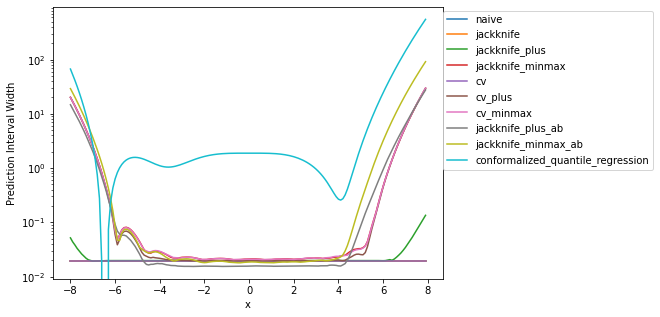 naive
jackknife
jackknife_plus
jackknife_minmax
cv
cv_plus
cv_minmax
jackknife_plus_ab
jackknife_minmax_ab
conformalized_quantile_regression
Prediction Interval Width
10²
10¹
10⁰
10⁻¹
10⁻²
−8 −6 −4 −2 0 2 4 6 8
x